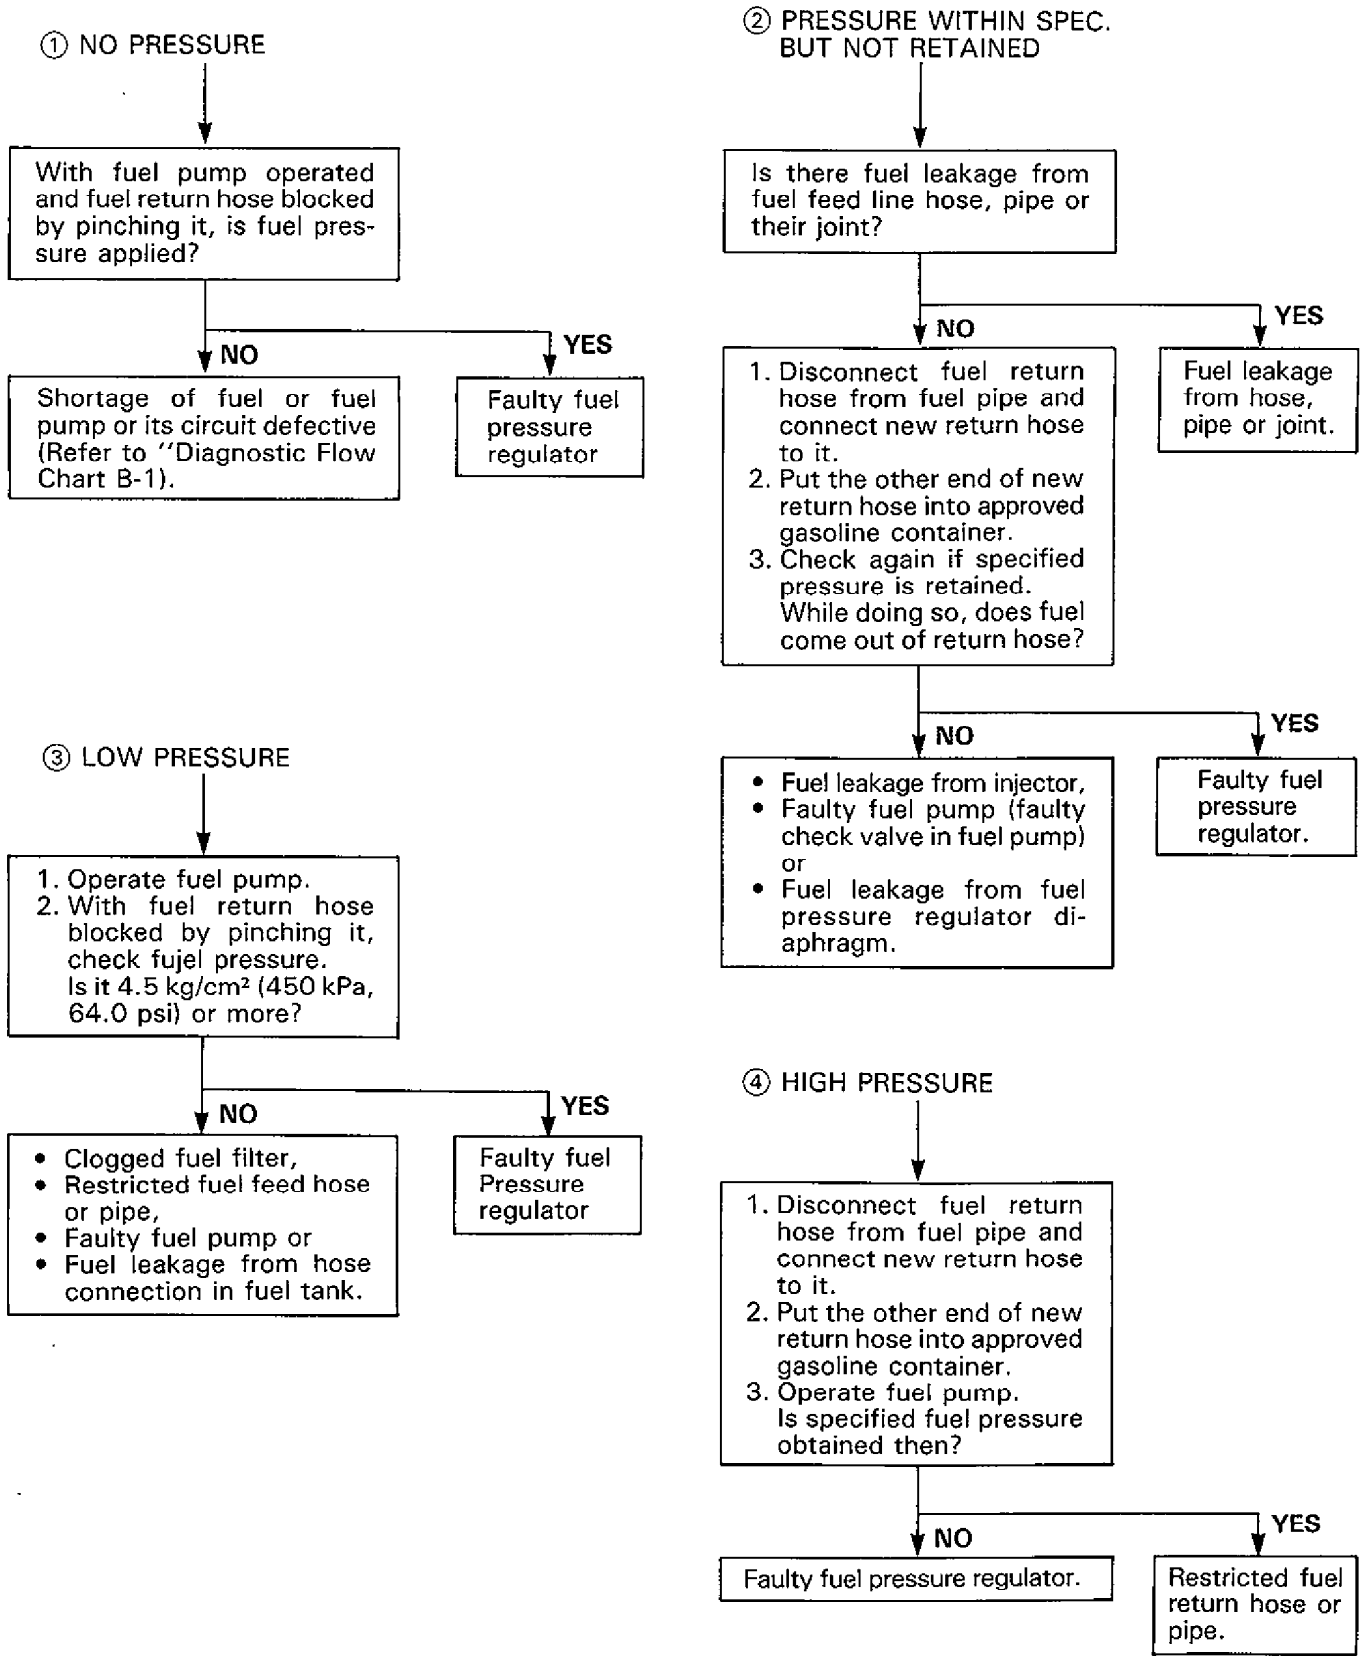 ① NO PRESSURE
With fuel pump operated
and fuel return hose blocked
by pinching it, is fuel pres-
sure applied?
NO
YES
Shortage of fuel or fuel
pump or its circuit defective
(Refer to "Diagnostic Flow
Chart B-1).
Faulty fuel
pressure
regulator
② PRESSURE WITHIN SPEC.
BUT NOT RETAINED
Is there fuel leakage from
fuel feed line hose, pipe or
their joint?
NO
YES
1. Disconnect fuel return
hose from fuel pipe and
connect new return hose
to it.
2. Put the other end of new
return hose into approved
gasoline container.
3. Check again if specified
pressure is retained.
While doing so, does fuel
come out of return hose?
Fuel leakage
from hose,
pipe or joint.
NO
YES
• Fuel leakage from injector,
• Faulty fuel pump (faulty
check valve in fuel pump)
or
• Fuel leakage from fuel
pressure regulator di-
aphragm.
Faulty fuel
pressure
regulator.
③ LOW PRESSURE
1. Operate fuel pump.
2. With fuel return hose
blocked by pinching it,
check fujel pressure.
Is it 4.5 kg/cm² (450 kPa,
64.0 psi) or more?
NO
YES
• Clogged fuel filter,
• Restricted fuel feed hose
or pipe,
• Faulty fuel pump or
• Fuel leakage from hose
connection in fuel tank.
Faulty fuel
Pressure
regulator
④ HIGH PRESSURE
1. Disconnect fuel return
hose from fuel pipe and
connect new return hose
to it.
2. Put the other end of new
return hose into approved
gasoline container.
3. Operate fuel pump.
Is specified fuel pressure
obtained then?
NO
YES
Faulty fuel pressure regulator.
Restricted fuel
return hose or
pipe.